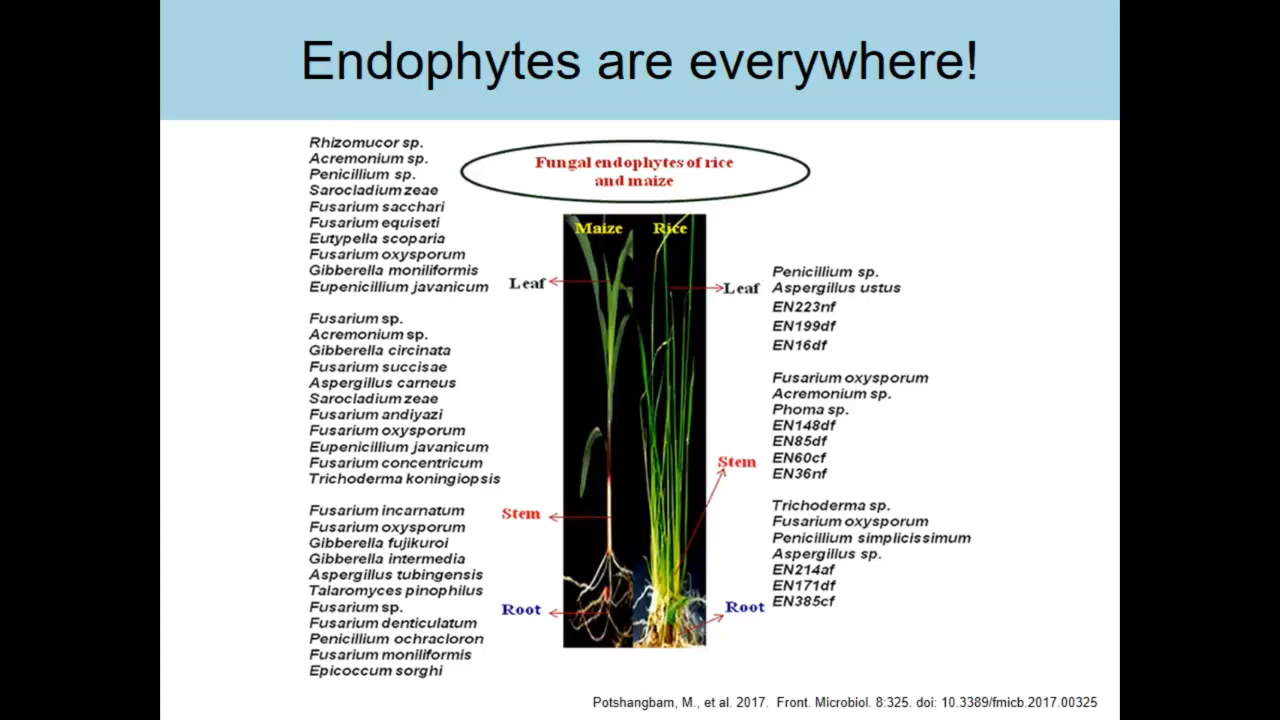 Endophytes are everywhere!
Fungal endophytes of rice
and maize
Rhizomucor sp.
Acremonium sp.
Penicillium sp.
Sarocladium zeae
Fusarium sacchari
Fusarium equiseti
Eutypella scoparia
Fusarium oxysporum
Gibberella moniliformis
Eupenicillium javanicum
Fusarium sp.
Acremonium sp.
Gibberella circinata
Fusarium succisae
Aspergillus carneus
Sarocladium zeae
Fusarium andiyazi
Fusarium oxysporum
Eupenicillium javanicum
Fusarium concentricum
Trichoderma koningiopsis
Fusarium incarnatum
Fusarium oxysporum
Gibberella fujikuroi
Gibberella intermedia
Aspergillus tubingensis
Talaromyces pinophilus
Fusarium sp.
Fusarium denticulatum
Penicillium ochracloron
Fusarium moniliformis
Epicoccum sorghi
Maize
Rice
Leaf
Stem
Root
Leaf
Stem
Root
Penicillium sp.
Aspergillus ustus
EN223nf
EN199df
EN16df
Fusarium oxysporum
Acremonium sp.
Phoma sp.
EN148df
EN85df
EN60cf
EN36nf
Trichoderma sp.
Fusarium oxysporum
Penicillium simplicissimum
Aspergillus sp.
EN214af
EN171df
EN385cf
Potshangbam, M., et al. 2017. Front. Microbiol. 8:325. doi: 10.3389/fmicb.2017.00325